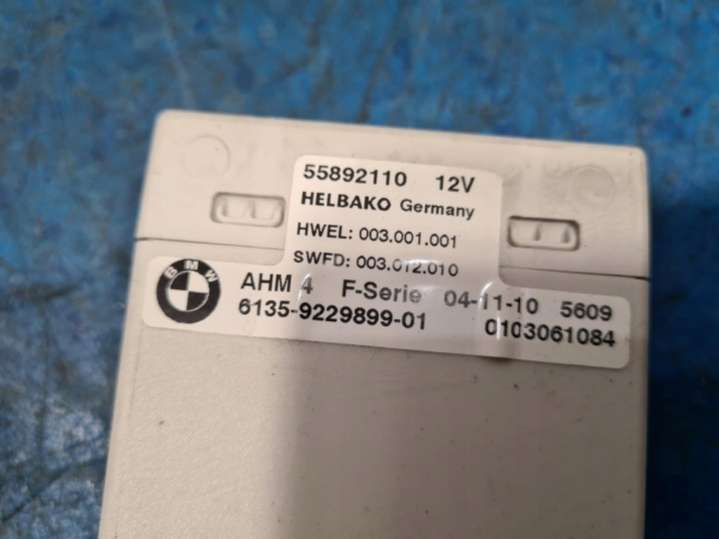 55892110 12V
HELBAKO Germany
HWEL: 003.001.001
SWFD: 003.012.010
BMW
AHM 4 F-Serie 04-11-10 5609
6135-9229899-01 0103061084